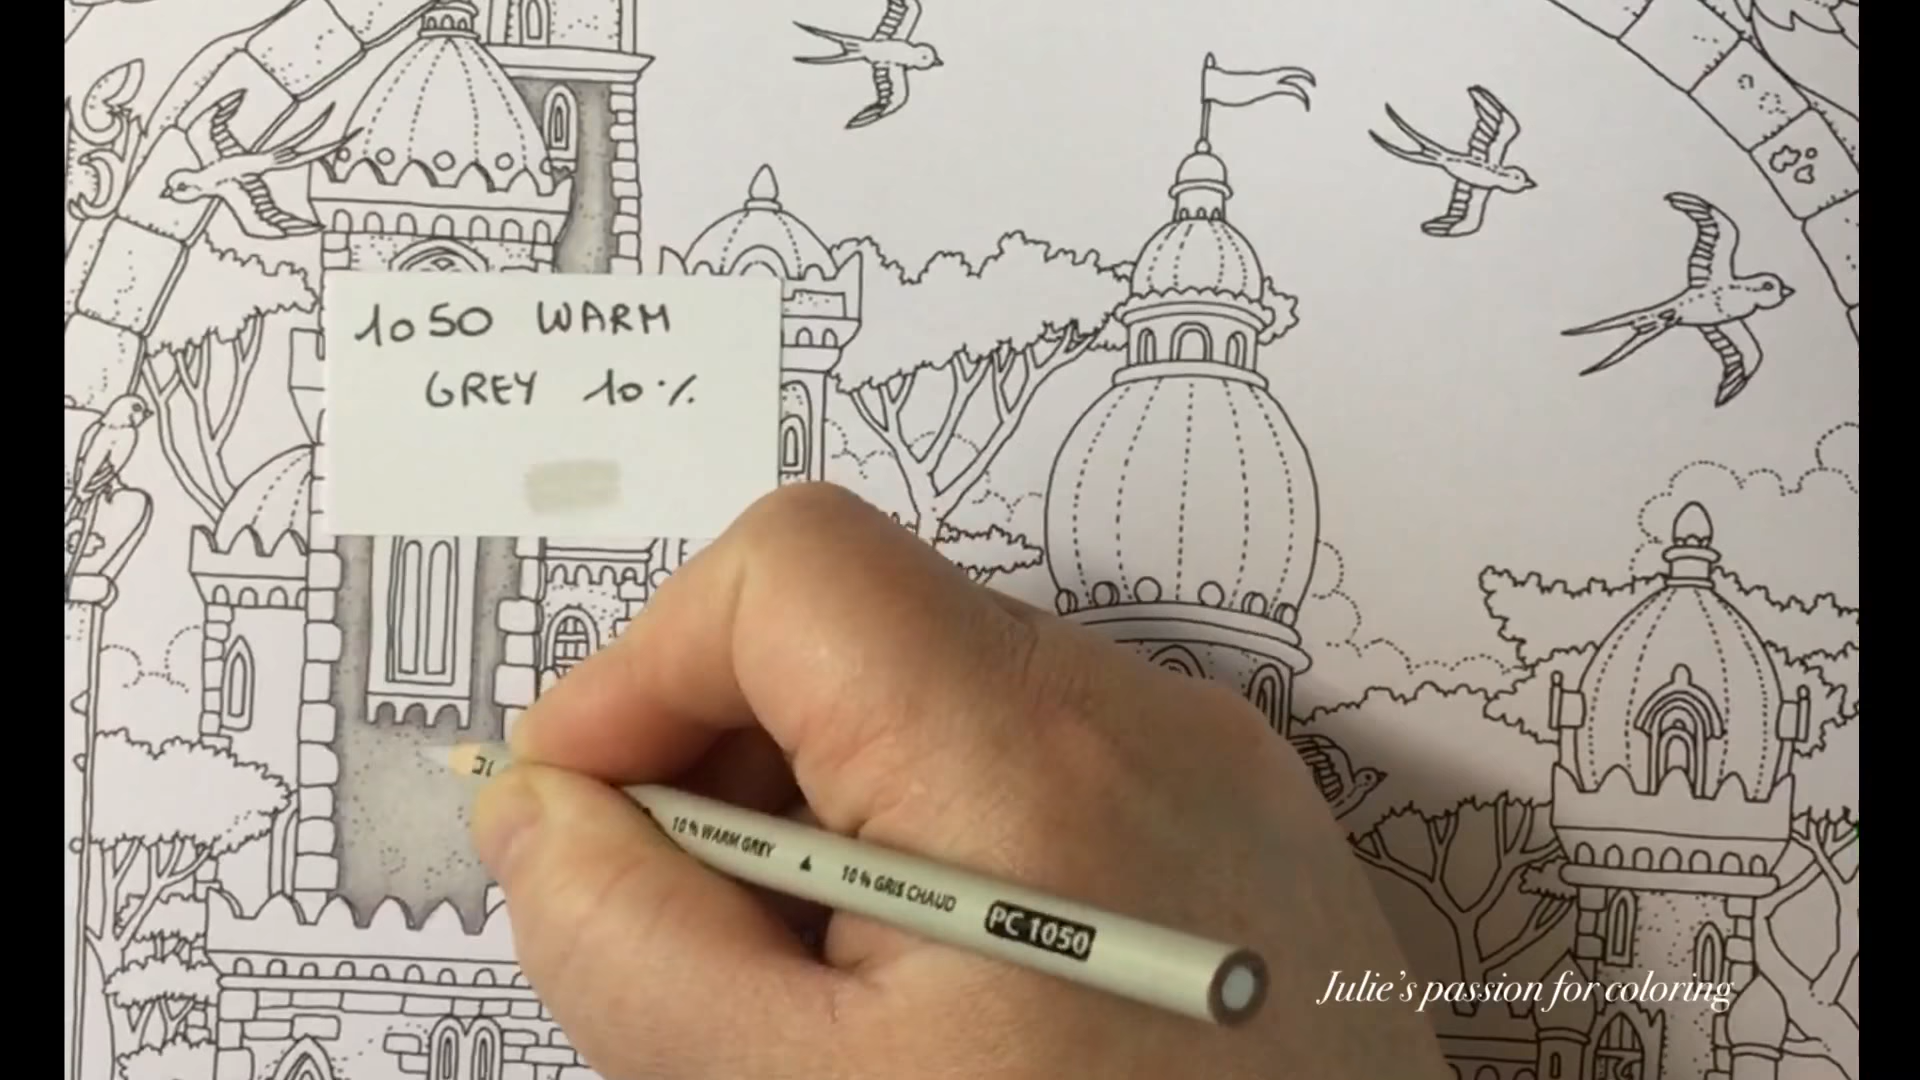 1050 WARM
GREY 10%
10% WARM GREY ▲ 10% GRIS CHAUD PC 1050
Julie's passion for coloring